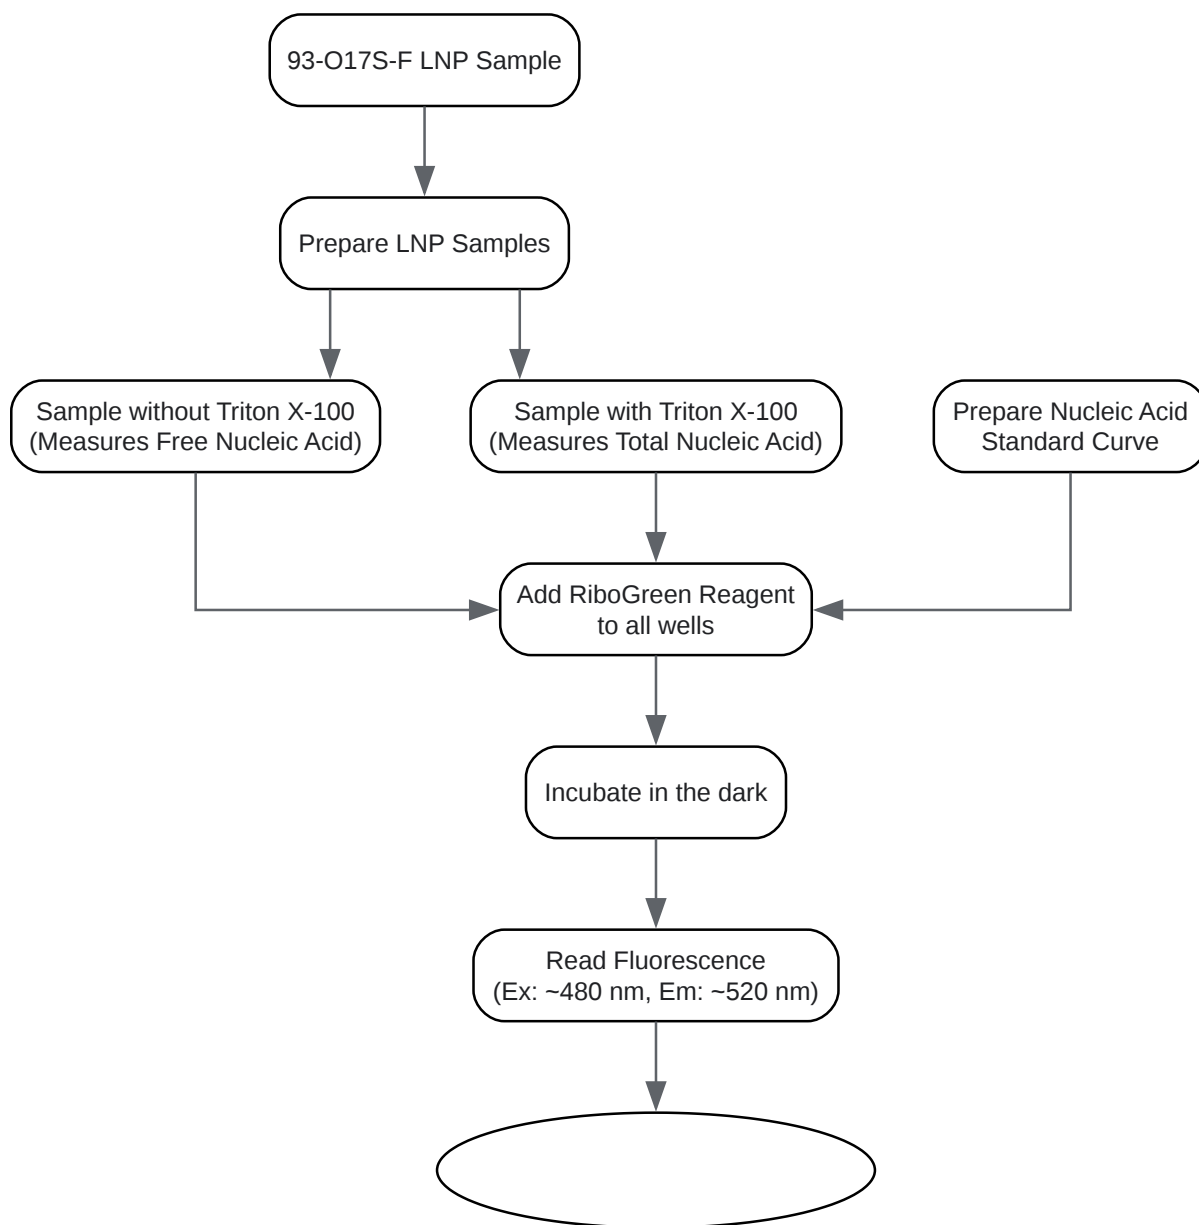 93-O17S-F LNP Sample
Prepare LNP Samples
Sample without Triton X-100
(Measures Free Nucleic Acid)
Sample with Triton X-100
(Measures Total Nucleic Acid)
Prepare Nucleic Acid
Standard Curve
Add RiboGreen Reagent
to all wells
Incubate in the dark
Read Fluorescence
(Ex: ~480 nm, Em: ~520 nm)